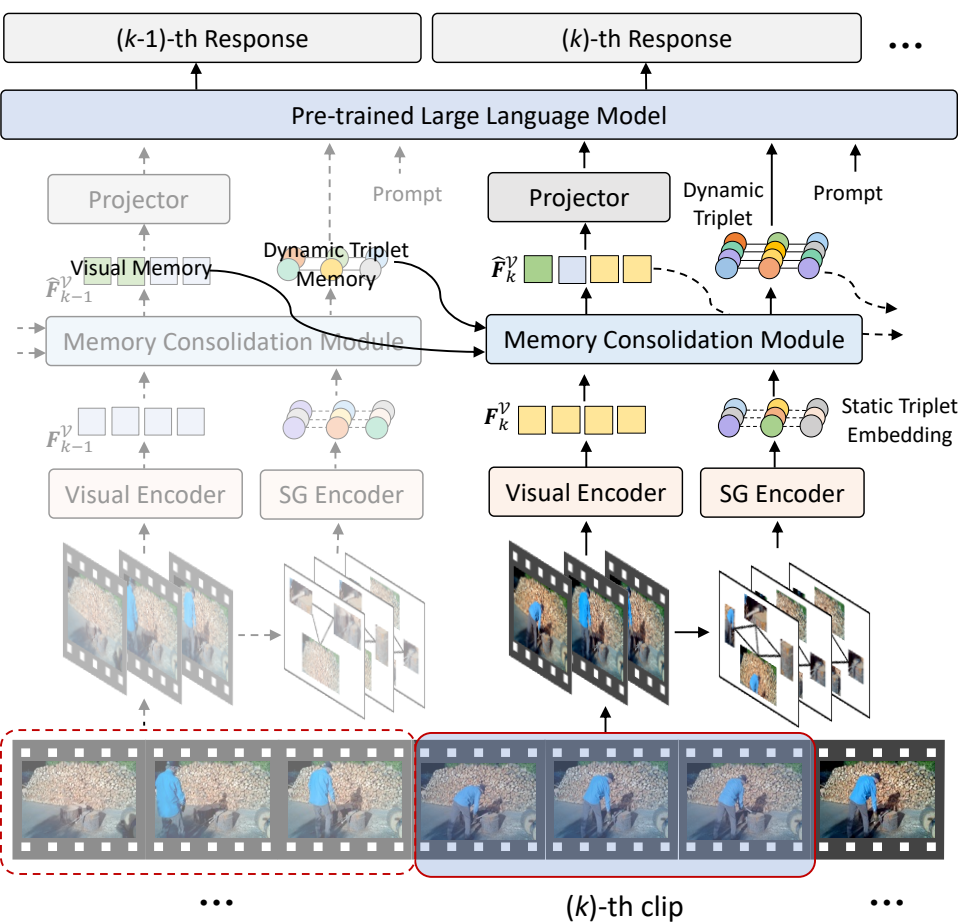 (k-1)-th Response
(k)-th Response
...
Pre-trained Large Language Model
Projector
Prompt
Projector
Dynamic
Triplet
Prompt
Visual Memory
Dynamic Triplet
Memory
F̂ᵛₖ₋₁
F̂ᵛₖ
Memory Consolidation Module
Memory Consolidation Module
Fᵛₖ₋₁
Fᵛₖ
Static Triplet
Embedding
Visual Encoder
SG Encoder
Visual Encoder
SG Encoder
...
(k)-th clip
...